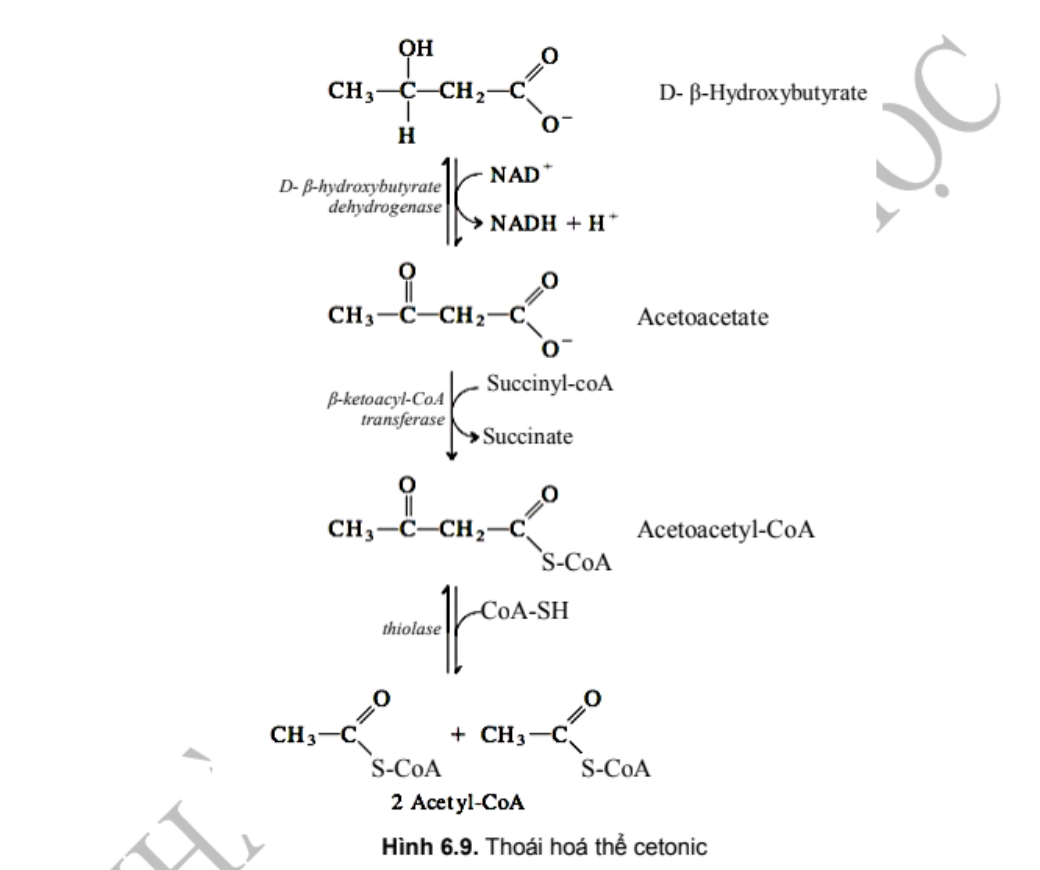 OH
CH₃—C—CH₂—C
O
O⁻
H
D- β-Hydroxybutyrate
D- β-hydroxybutyrate
dehydrogenase
NAD⁺
NADH + H⁺
O
CH₃—C—CH₂—C
O
O⁻
Acetoacetate
β-ketoacyl-CoA
transferase
Succinyl-coA
Succinate
O
CH₃—C—CH₂—C
O
S-CoA
Acetoacetyl-CoA
thiolase
CoA-SH
CH₃—C
O
S-CoA
+ CH₃—C
O
S-CoA
2 Acetyl-CoA
Hình 6.9. Thoái hoá thể cetonic